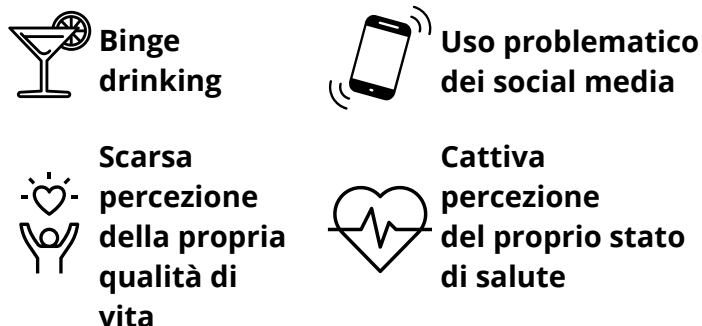 Binge
drinking
Uso problematico
dei social media
Scarsa
percezione
della propria
qualità di
vita
Cattiva
percezione
del proprio stato
di salute